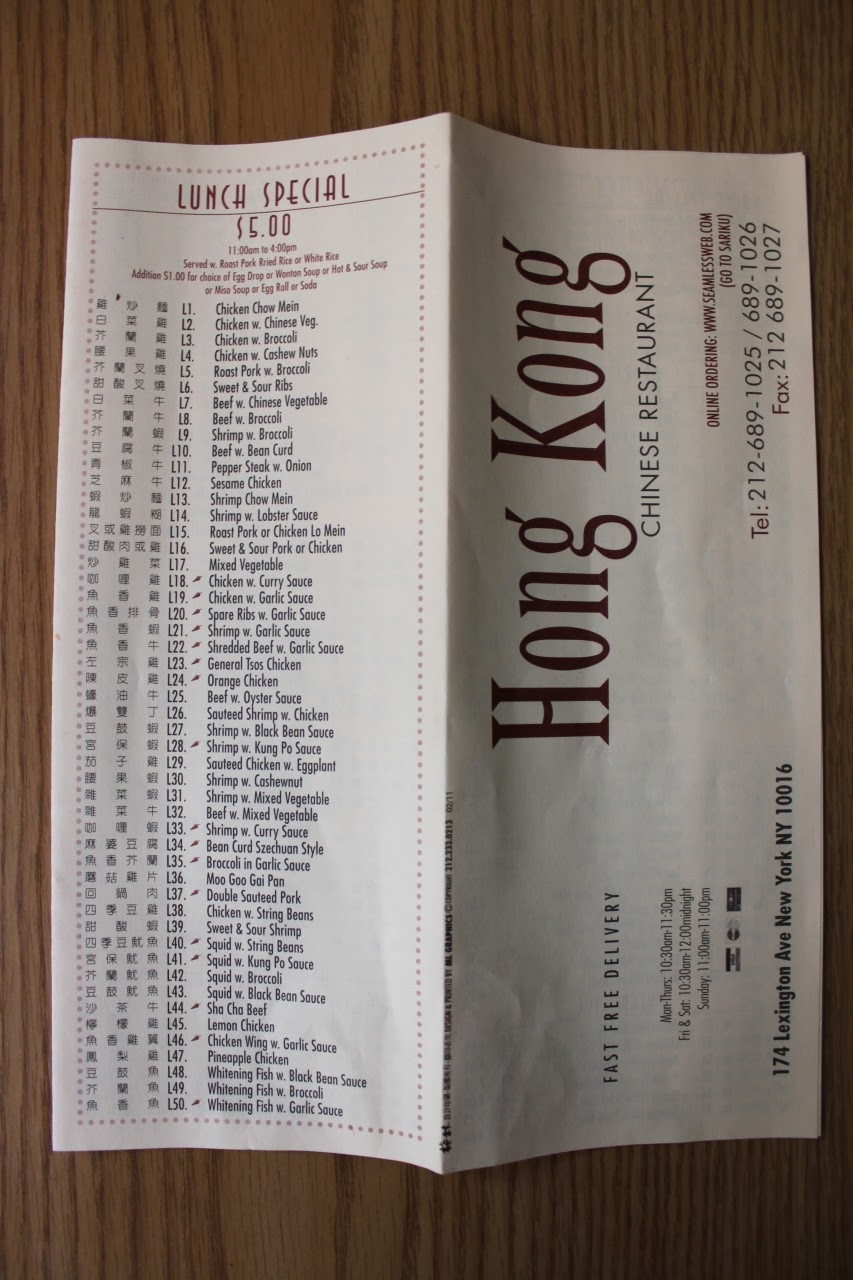 LUNCH SPECIAL
$5.00
11:00am to 4:00pm
Served w. Roast Pork Rried Rice or White Rice
Addition $1.00 for choice of Egg Drop or Wonton Soup or Hot & Sour Soup
or Miso Soup or Egg Roll or Soda
雞炒麵 L1. Chicken Chow Mein
白菜雞 L2. Chicken w. Chinese Veg.
芥蘭雞 L3. Chicken w. Broccoli
腰果雞 L4. Chicken w. Cashew Nuts
芥蘭叉燒 L5. Roast Pork w. Broccoli
甜酸叉燒 L6. Sweet & Sour Ribs
白菜牛 L7. Beef w. Chinese Vegetable
芥蘭牛 L8. Beef w. Broccoli
芥蘭蝦 L9. Shrimp w. Broccoli
豆腐牛 L10. Beef w. Bean Curd
青椒牛 L11. Pepper Steak w. Onion
芝麻牛 L12. Sesame Chicken
蝦炒麵 L13. Shrimp Chow Mein
龍蝦糊 L14. Shrimp w. Lobster Sauce
叉或雞撈面 L15. Roast Pork or Chicken Lo Mein
甜酸肉或雞 L16. Sweet & Sour Pork or Chicken
炒雞菜 L17. Mixed Vegetable
咖喱雞 L18. Chicken w. Curry Sauce
魚香雞 L19. Chicken w. Garlic Sauce
魚香排骨 L20. Spare Ribs w. Garlic Sauce
魚香蝦 L21. Shrimp w. Garlic Sauce
魚香牛 L22. Shredded Beef w. Garlic Sauce
左宗雞 L23. General Tsos Chicken
陳皮雞 L24. Orange Chicken
蠔油牛 L25. Beef w. Oyster Sauce
爆雙丁 L26. Sauteed Shrimp w. Chicken
豆鼓蝦 L27. Shrimp w. Black Bean Sauce
宮保蝦 L28. Shrimp w. Kung Po Sauce
茄子雞 L29. Sauteed Chicken w. Eggplant
腰果蝦 L30. Shrimp w. Cashewnut
雜菜蝦 L31. Shrimp w. Mixed Vegetable
雜菜牛 L32. Beef w. Mixed Vegetable
咖喱蝦 L33. Shrimp w. Curry Sauce
麻婆豆腐 L34. Bean Curd Szechuan Style
魚香芥蘭 L35. Broccoli in Garlic Sauce
蘑菇雞片 L36. Moo Goo Gai Pan
回鍋肉 L37. Double Sauteed Pork
四季豆雞 L38. Chicken w. String Beans
甜酸蝦 L39. Sweet & Sour Shrimp
四季豆魷魚 L40. Squid w. String Beans
宮保魷魚 L41. Squid w. Kung Po Sauce
芥蘭魷魚 L42. Squid w. Broccoli
豆鼓魷魚 L43. Squid w. Black Bean Sauce
沙茶牛 L44. Sha Cha Beef
檸檬雞 L45. Lemon Chicken
魚香雞翼 L46. Chicken Wing w. Garlic Sauce
鳳梨雞 L47. Pineapple Chicken
豆鼓魚 L48. Whitening Fish w. Black Bean Sauce
芥蘭魚 L49. Whitening Fish w. Broccoli
魚香魚 L50. Whitening Fish w. Garlic Sauce
DESIGN & PRINTED BY ML GRAPHICS © COPYRIGHT 212.233.0213 02/11
Hong Kong
CHINESE RESTAURANT
FAST FREE DELIVERY
Mon-Thurs: 10:30am-11:30pm
Fri & Sat: 10:30am-12:00midnight
Sunday: 11:00am-11:00pm
VISA
ONLINE ORDERING: WWW.SEAMLESSWEB.COM
(GO TO SARIKU)
Tel: 212-689-1025 / 689-1026
Fax: 212 689-1027
174 Lexington Ave New York NY 10016